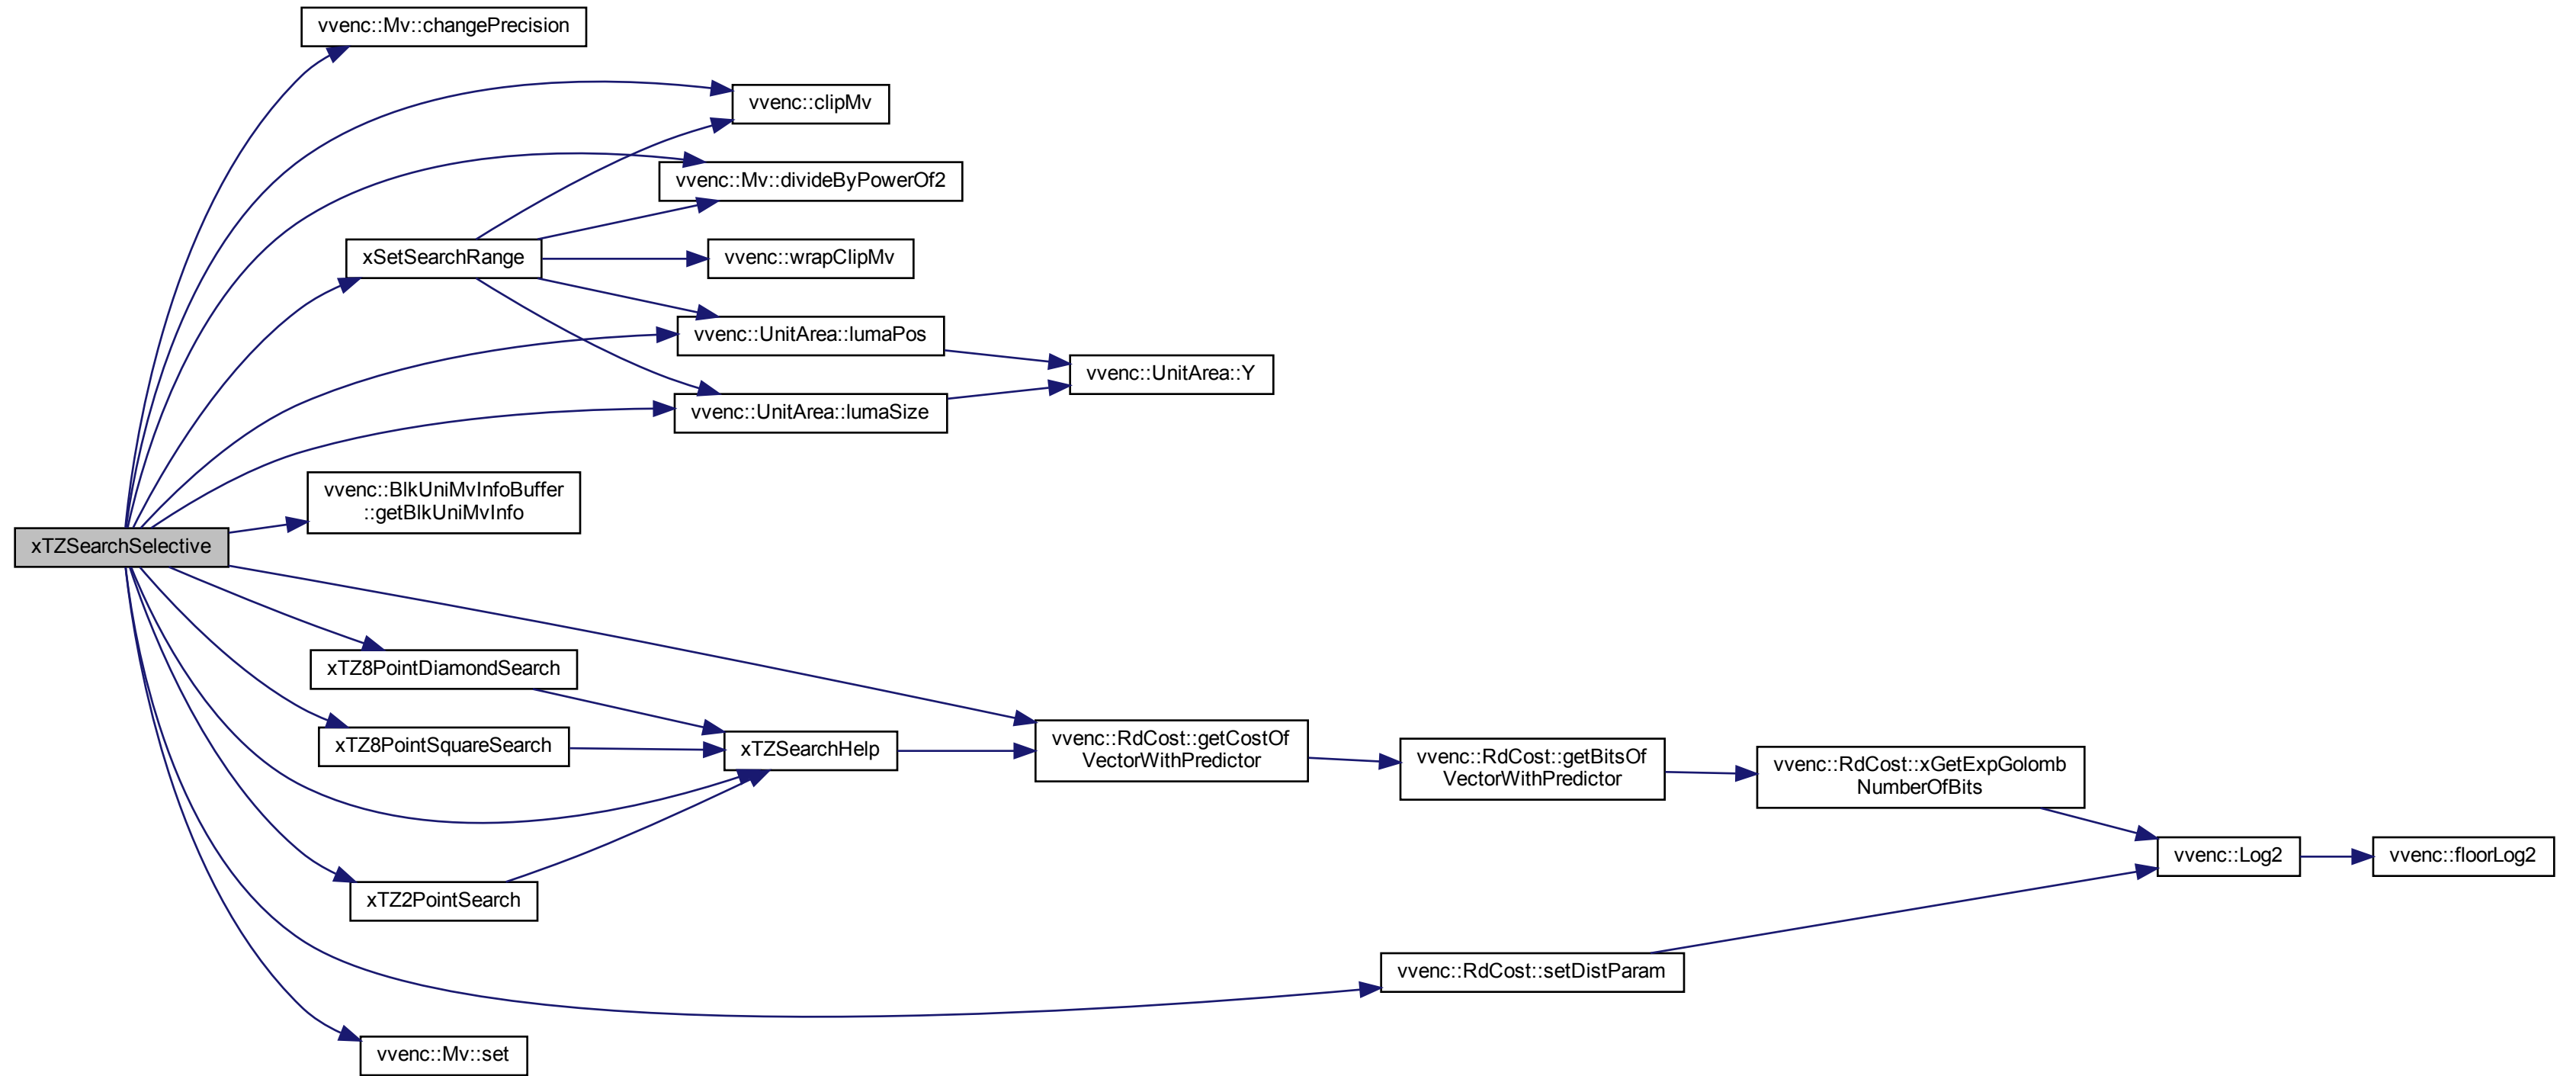 vvenc::Mv::changePrecision
vvenc::clipMv
vvenc::Mv::divideByPowerOf2
xSetSearchRange
vvenc::wrapClipMv
vvenc::UnitArea::lumaPos
vvenc::UnitArea::Y
vvenc::UnitArea::lumaSize
vvenc::BlkUniMvInfoBuffer
::getBlkUniMvInfo
xTZSearchSelective
xTZ8PointDiamondSearch
xTZ8PointSquareSearch
xTZSearchHelp
vvenc::RdCost::getCostOf
VectorWithPredictor
vvenc::RdCost::getBitsOf
VectorWithPredictor
vvenc::RdCost::xGetExpGolomb
NumberOfBits
vvenc::Log2
vvenc::floorLog2
xTZ2PointSearch
vvenc::RdCost::setDistParam
vvenc::Mv::set